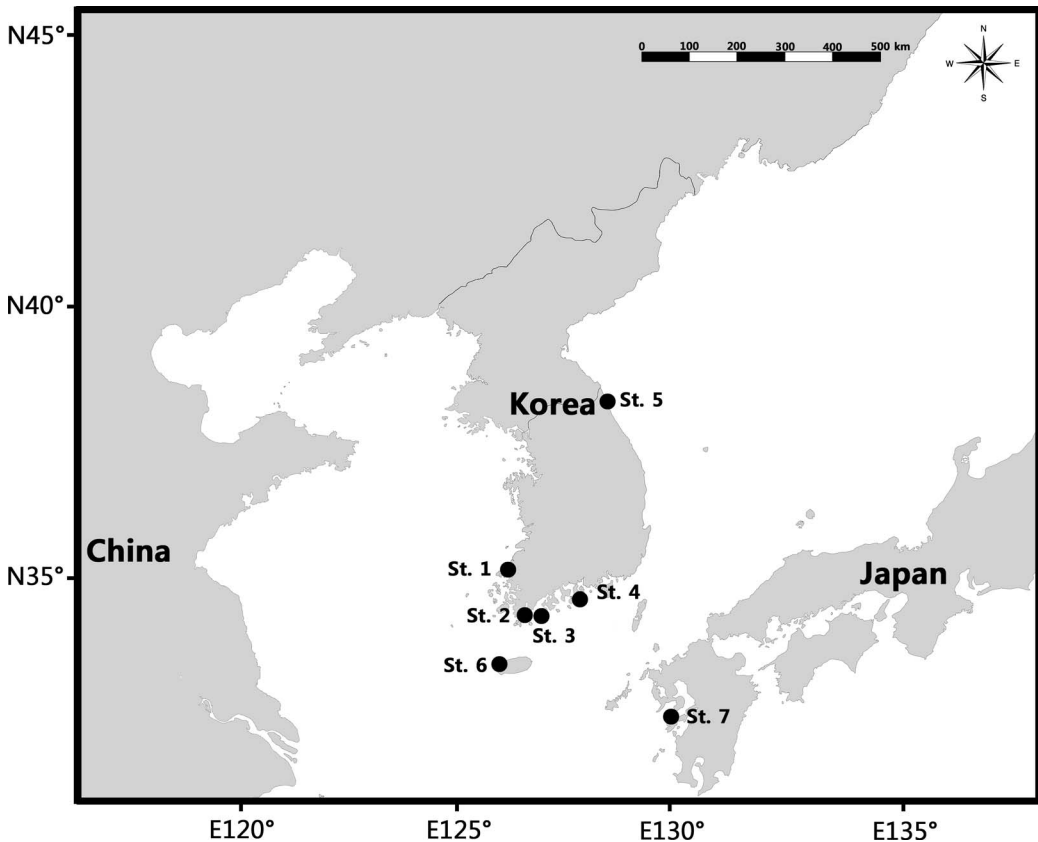 N45°
0 100 200 300 400 500 km
N
W E
S
N40°
Korea
St. 5
China
St. 1
N35°
Japan
St. 4
St. 2
St. 3
St. 6
St. 7
E120°
E125°
E130°
E135°